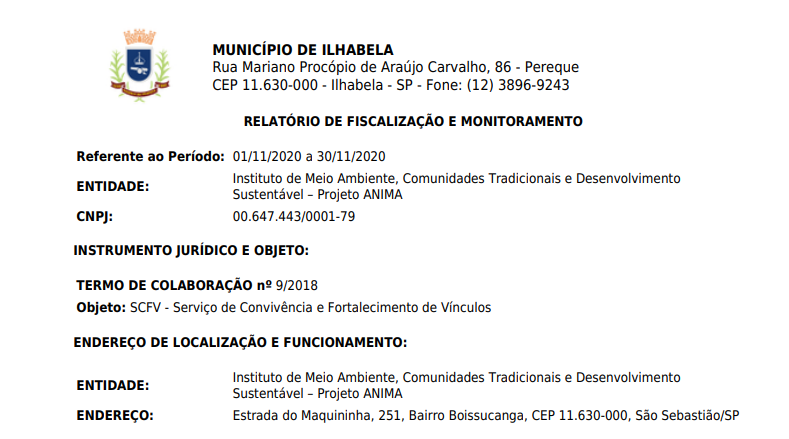 MUNICÍPIO DE ILHABELA
Rua Mariano Procópio de Araújo Carvalho, 86 - Pereque
CEP 11.630-000 - Ilhabela - SP - Fone: (12) 3896-9243
RELATÓRIO DE FISCALIZAÇÃO E MONITORAMENTO
Referente ao Período: 01/11/2020 a 30/11/2020
ENTIDADE: Instituto de Meio Ambiente, Comunidades Tradicionais e Desenvolvimento
Sustentável – Projeto ANIMA
CNPJ: 00.647.443/0001-79
INSTRUMENTO JURÍDICO E OBJETO:
TERMO DE COLABORAÇÃO nº 9/2018
Objeto: SCFV - Serviço de Convivência e Fortalecimento de Vínculos
ENDEREÇO DE LOCALIZAÇÃO E FUNCIONAMENTO:
ENTIDADE: Instituto de Meio Ambiente, Comunidades Tradicionais e Desenvolvimento
Sustentável – Projeto ANIMA
ENDEREÇO: Estrada do Maquininha, 251, Bairro Boissucanga, CEP 11.630-000, São Sebastião/SP